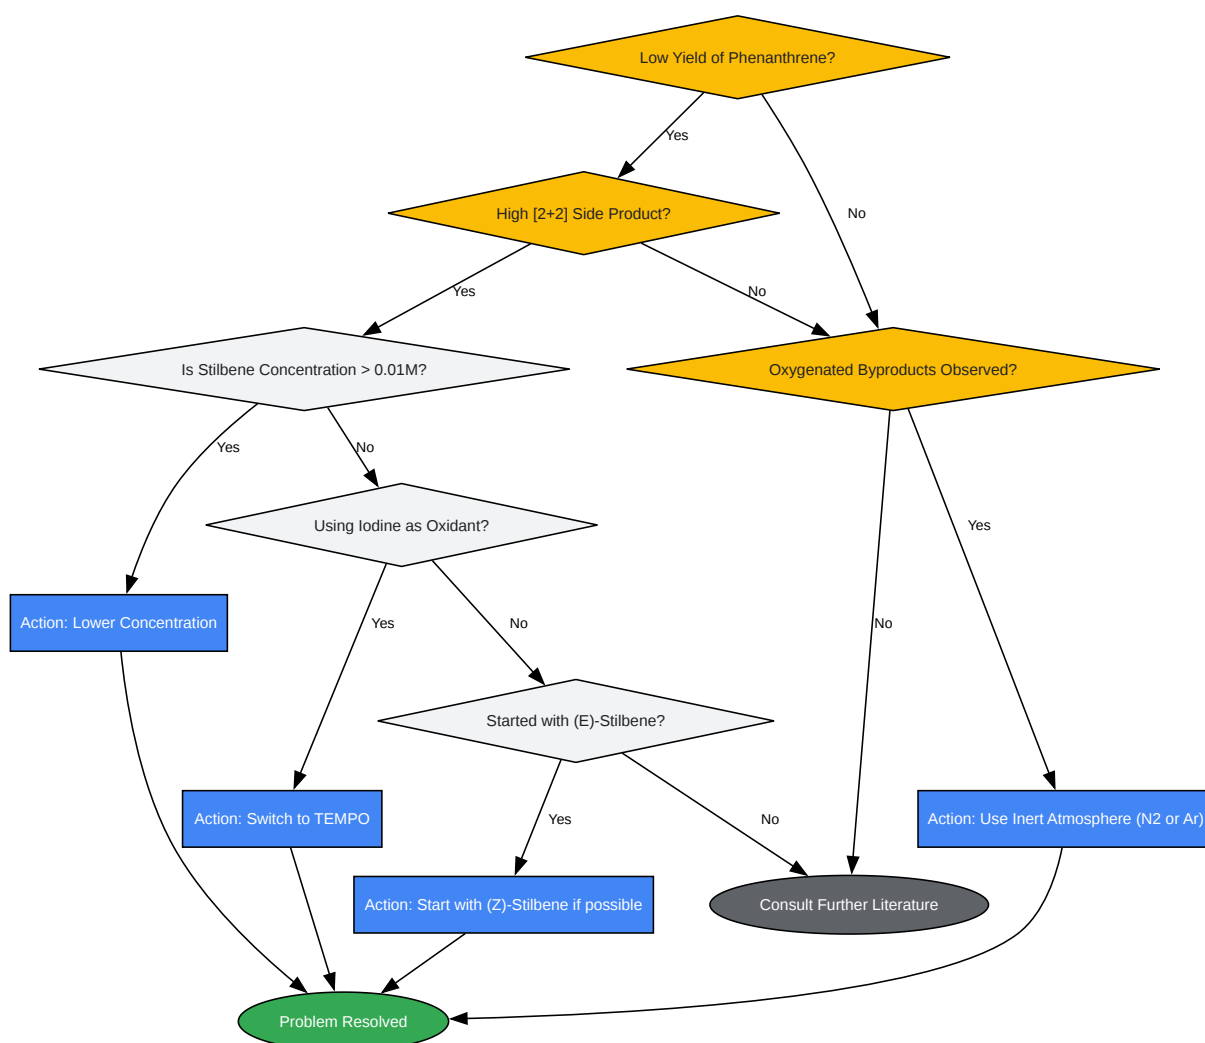 Low Yield of Phenanthrene?
Yes
No
High [2+2] Side Product?
Yes
No
Is Stilbene Concentration > 0.01M?
Oxygenated Byproducts Observed?
Yes
No
Using Iodine as Oxidant?
Yes
Action: Lower Concentration
Yes
No
No
Started with (E)-Stilbene?
Action: Switch to TEMPO
Yes
No
Action: Use Inert Atmosphere (N2 or Ar)
Action: Start with (Z)-Stilbene if possible
Consult Further Literature
Problem Resolved